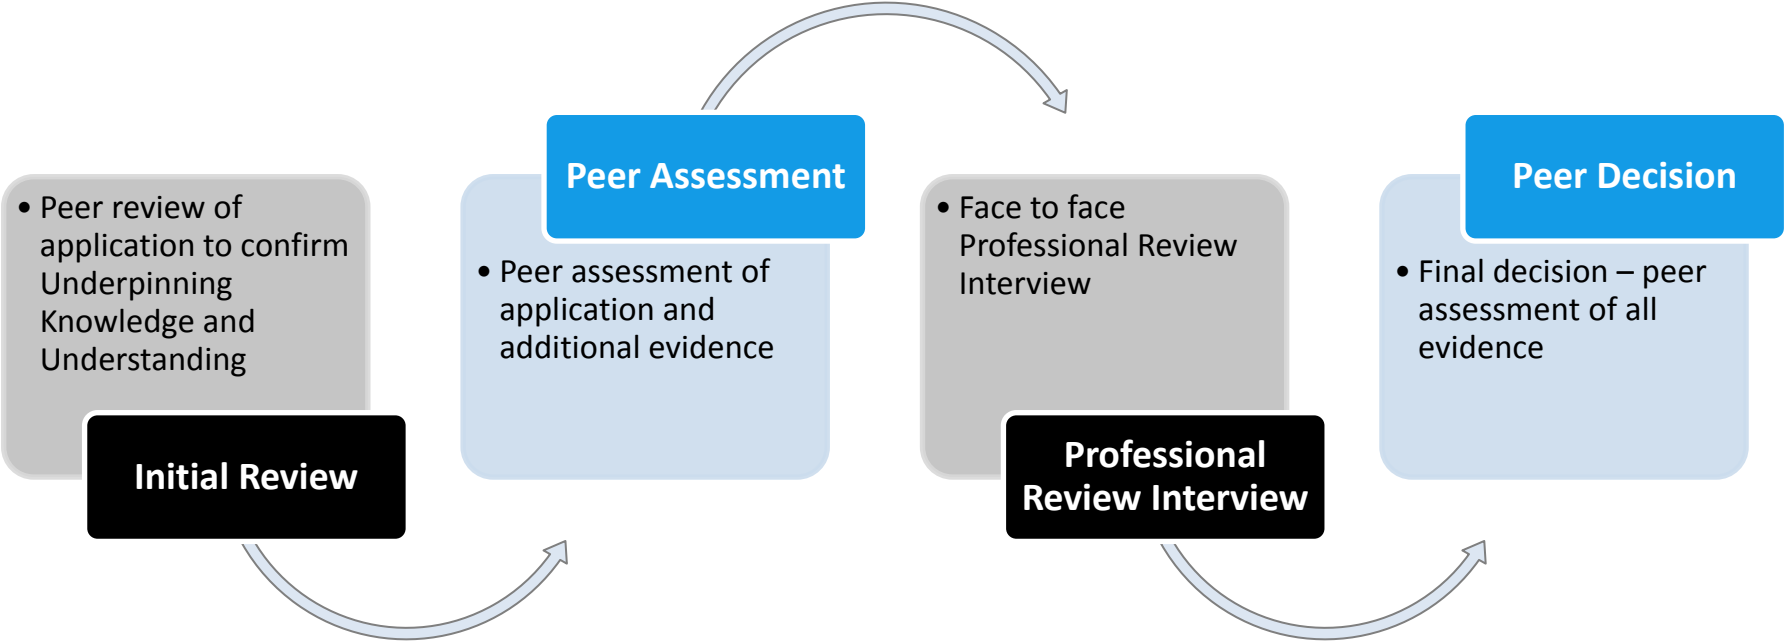 • Peer review of
application to confirm
Underpinning
Knowledge and
Understanding
Initial Review
Peer Assessment
• Peer assessment of
application and
additional evidence
• Face to face
Professional Review
Interview
Professional
Review Interview
Peer Decision
• Final decision – peer
assessment of all
evidence